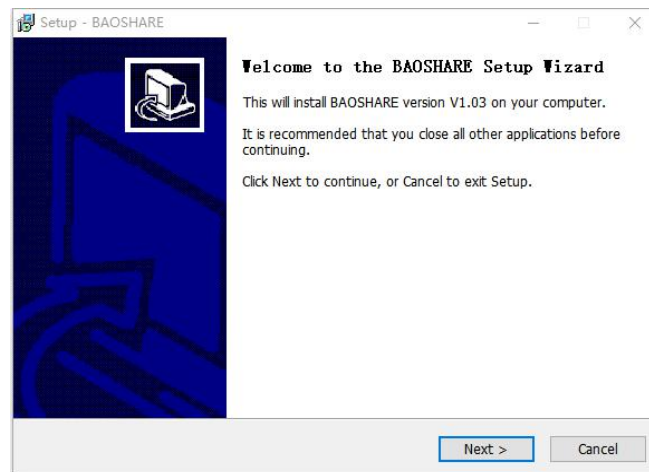 Setup - BAOSHARE
Welcome to the BAOSHARE Setup Wizard
This will install BAOSHARE version V1.03 on your computer.
It is recommended that you close all other applications before
continuing.
Click Next to continue, or Cancel to exit Setup.
Next >
Cancel